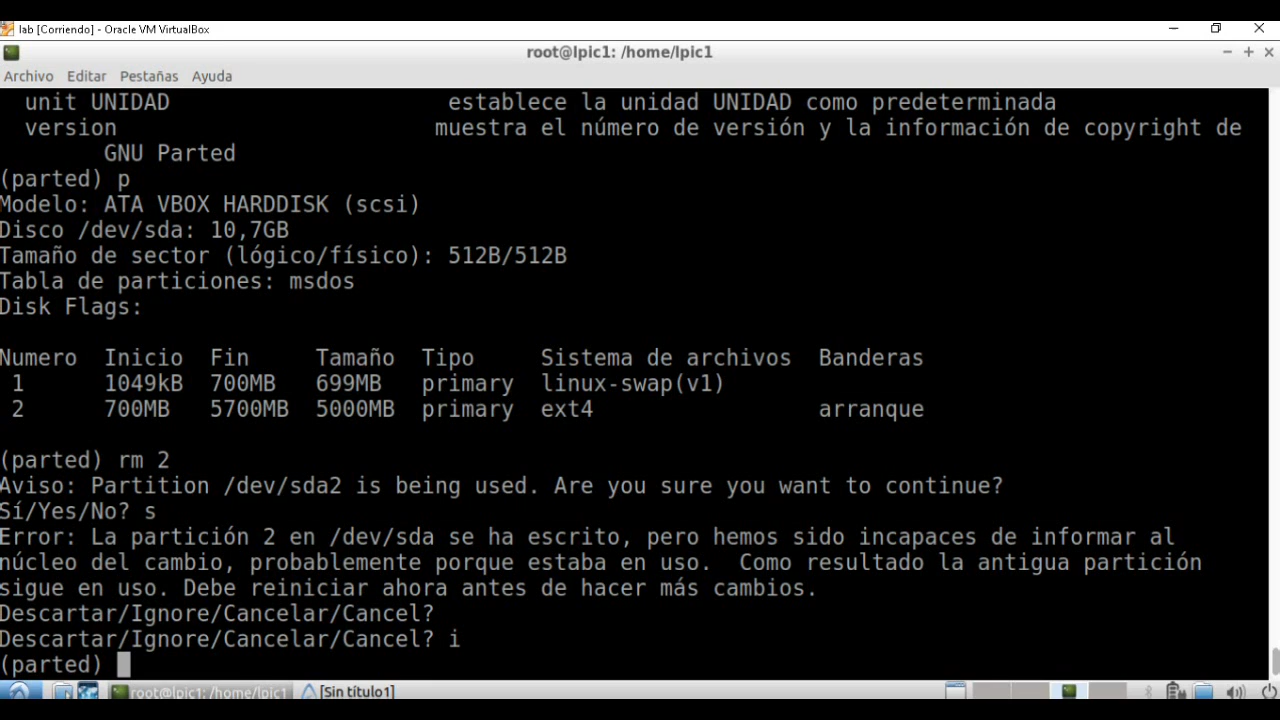 lab [Corriendo] - Oracle VM VirtualBox
root@lpic1: /home/lpic1
Archivo Editar Pestañas Ayuda
unit UNIDAD establece la unidad UNIDAD como predeterminada
version muestra el número de versión y la información de copyright de
GNU Parted
(parted) p
Modelo: ATA VBOX HARDDISK (scsi)
Disco /dev/sda: 10,7GB
Tamaño de sector (lógico/físico): 512B/512B
Tabla de particiones: msdos
Disk Flags:
Numero Inicio Fin Tamaño Tipo Sistema de archivos Banderas
1 1049kB 700MB 699MB primary linux-swap(v1)
2 700MB 5700MB 5000MB primary ext4 arranque
(parted) rm 2
Aviso: Partition /dev/sda2 is being used. Are you sure you want to continue?
Sí/Yes/No? s
Error: La partición 2 en /dev/sda se ha escrito, pero hemos sido incapaces de informar al
núcleo del cambio, probablemente porque estaba en uso.  Como resultado la antigua partición
sigue en uso. Debe reiniciar ahora antes de hacer más cambios.
Descartar/Ignore/Cancelar/Cancel?
Descartar/Ignore/Cancelar/Cancel? i
(parted)
root@lpic1: /home/lpic1 [Sin título1]